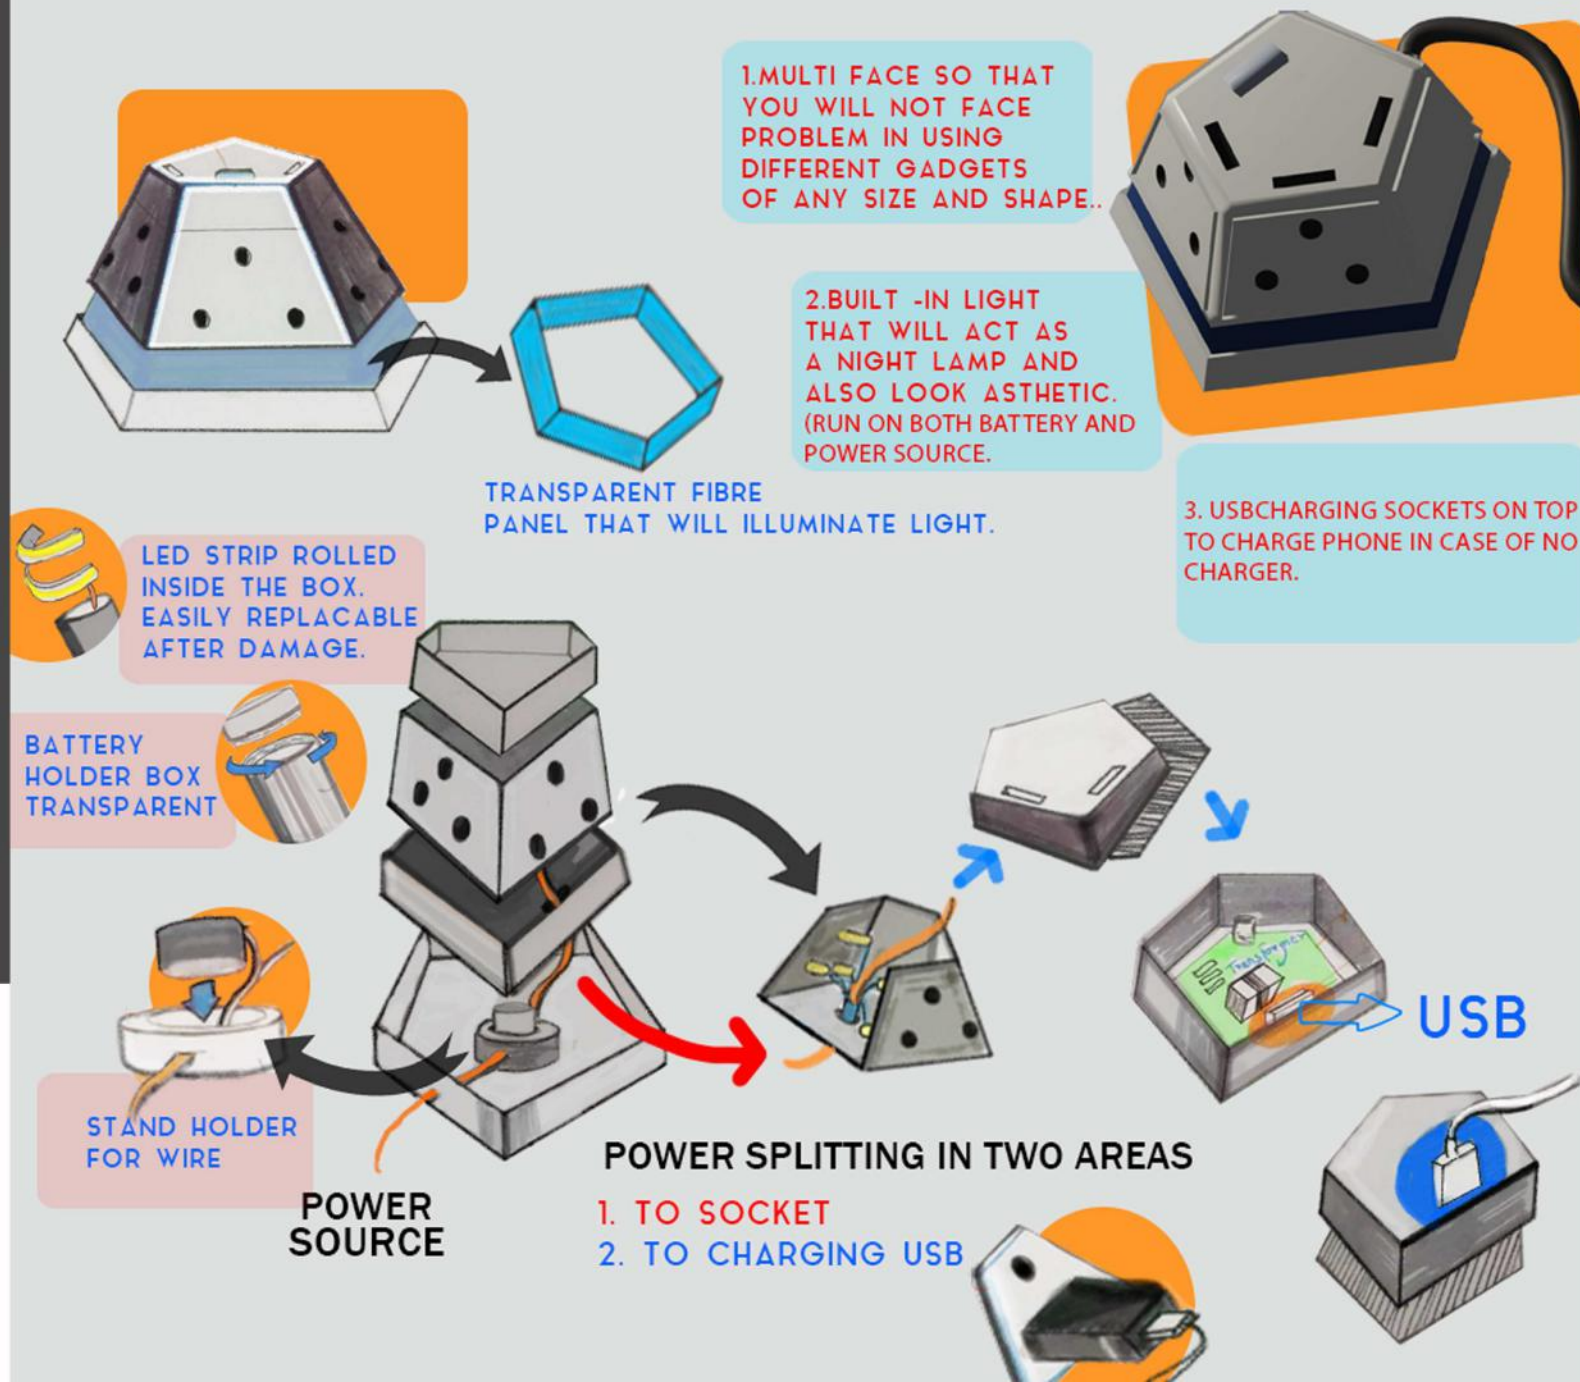 1.MULTI FACE SO THAT
YOU WILL NOT FACE
PROBLEM IN USING
DIFFERENT GADGETS
OF ANY SIZE AND SHAPE..
2.BUILT -IN LIGHT
THAT WILL ACT AS
A NIGHT LAMP AND
ALSO LOOK ASTHETIC.
(RUN ON BOTH BATTERY AND
POWER SOURCE.
3. USBCHARGING SOCKETS ON TOP
TO CHARGE PHONE IN CASE OF NO
CHARGER.
TRANSPARENT FIBRE
PANEL THAT WILL ILLUMINATE LIGHT.
LED STRIP ROLLED
INSIDE THE BOX.
EASILY REPLACABLE
AFTER DAMAGE.
BATTERY
HOLDER BOX
TRANSPARENT
Transformer
USB
STAND HOLDER
FOR WIRE
POWER
SOURCE
POWER SPLITTING IN TWO AREAS
1. TO SOCKET
2. TO CHARGING USB